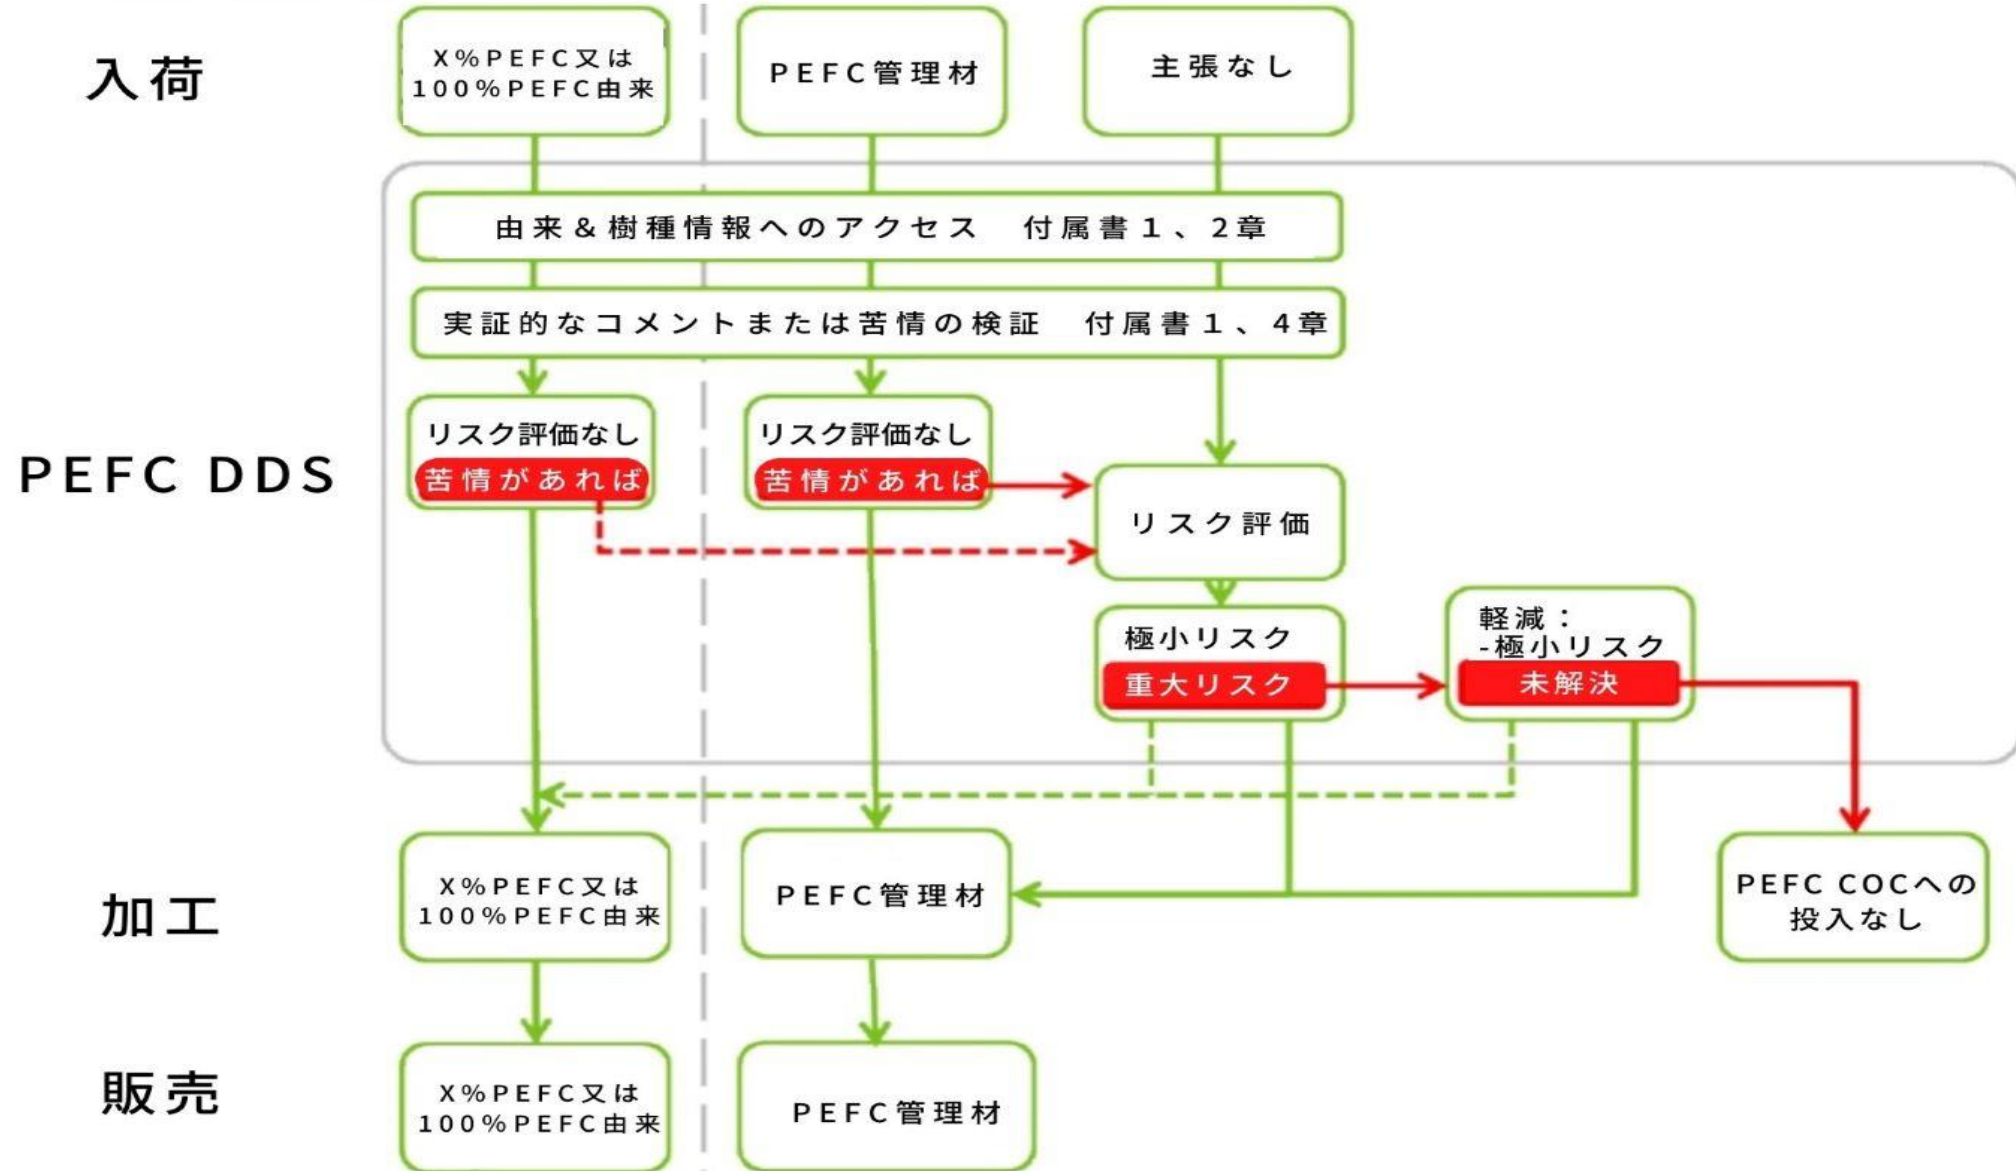 入荷
X%PEFC又は
100%PEFC由来
PEFC管理材
主張なし
由来&樹種情報へのアクセス　付属書1、2章
実証的なコメントまたは苦情の検証　付属書1、4章
PEFC DDS
リスク評価なし
苦情があれば
リスク評価なし
苦情があれば
リスク評価
極小リスク
重大リスク
軽減：
-極小リスク
未解決
加工
X%PEFC又は
100%PEFC由来
PEFC管理材
PEFC COCへの
投入なし
販売
X%PEFC又は
100%PEFC由来
PEFC管理材